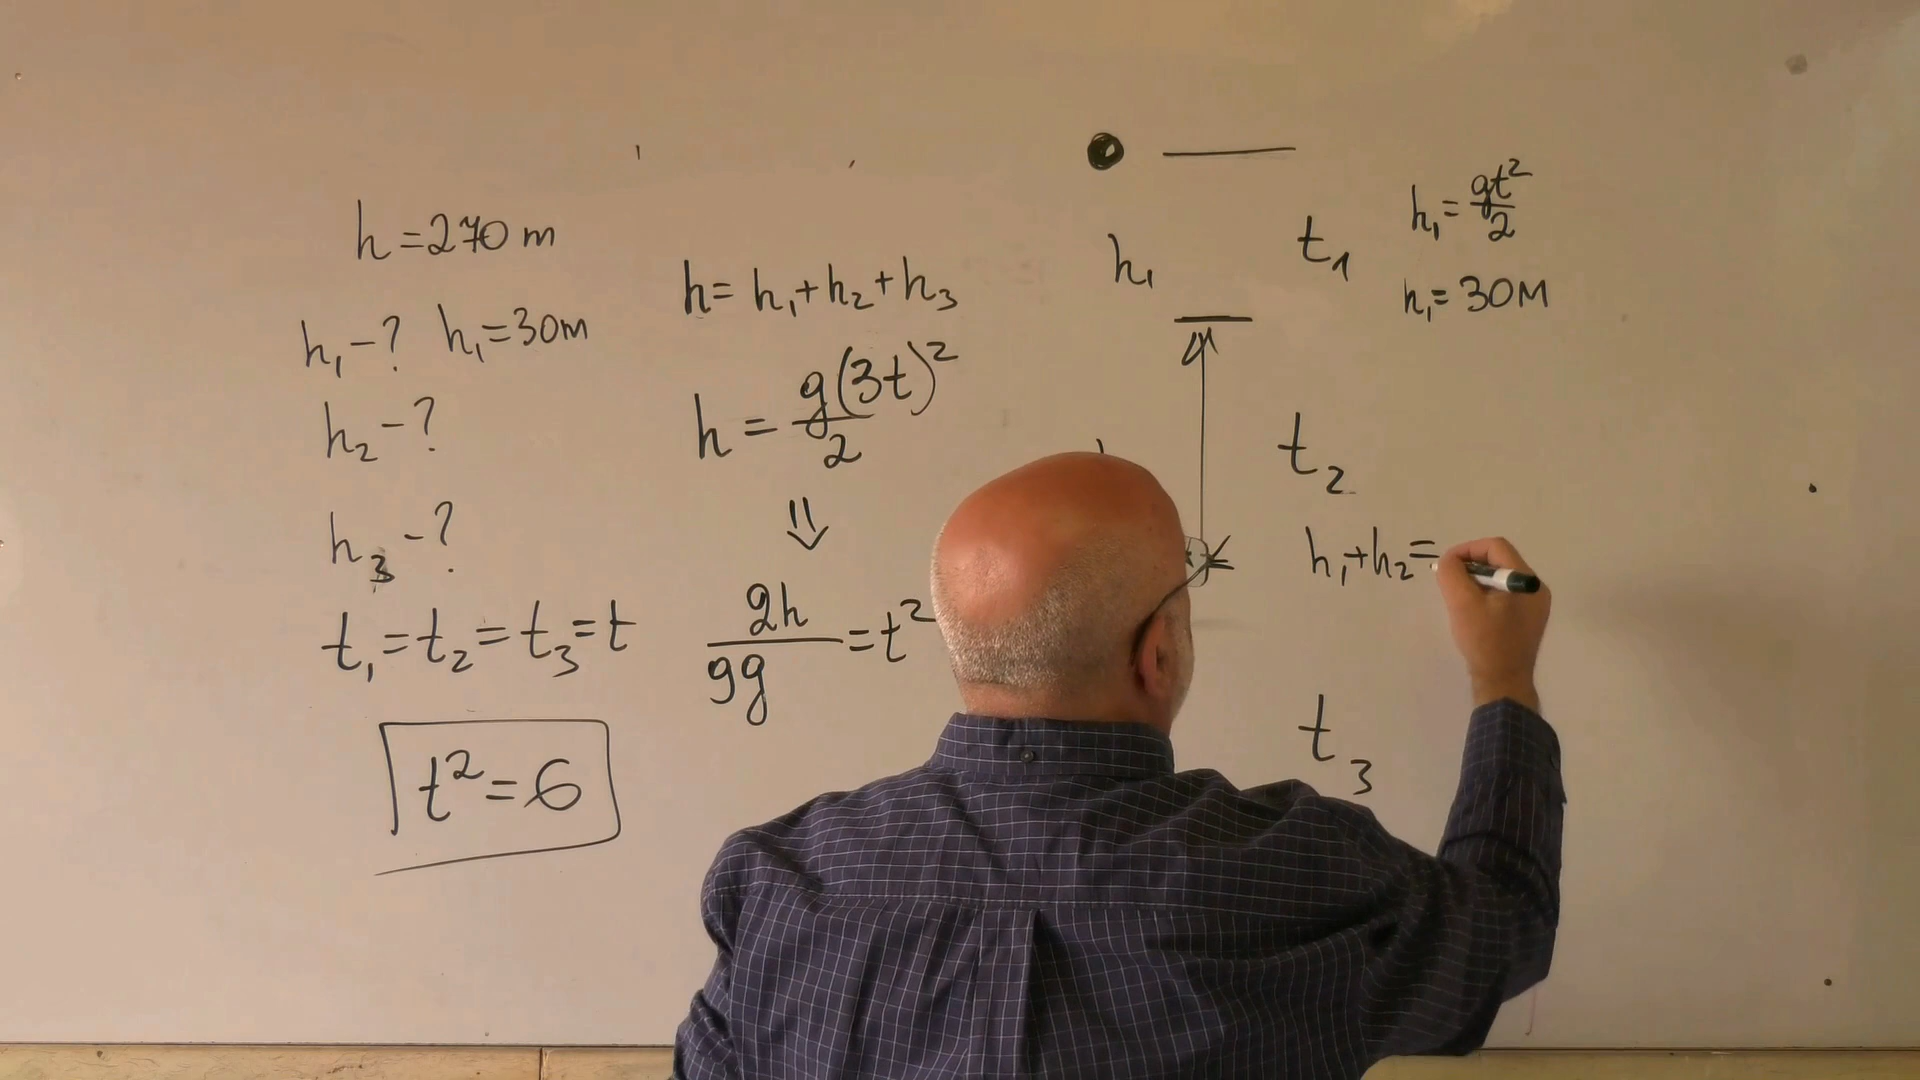 h = 270 m
h₁ - ? h₁ = 30m
h₂ - ?
h₃ - ?
t₁ = t₂ = t₃ = t
t² = 6
h = h₁ + h₂ + h₃
h = g(3t)²/2
⇓
2h/9g = t²
h₁
t₁
h₁ = gt²/2
h₁ = 30M
t₂
h₁ + h₂ =
t₃